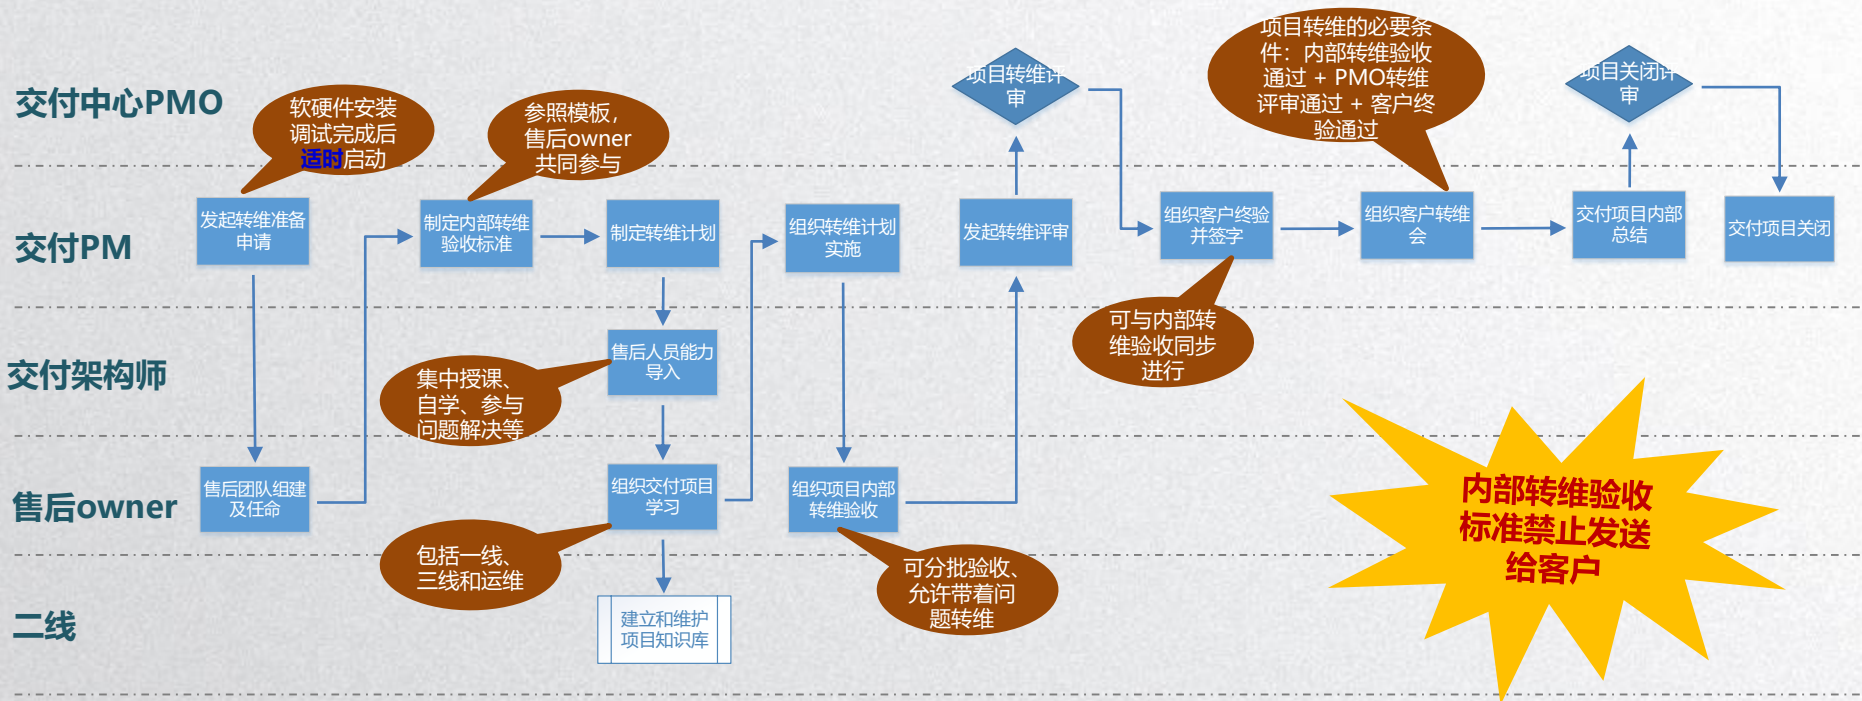 交付中心PMO
软硬件安装
调试完成后
适时启动
参照模板,
售后owner
共同参与
项目转维评
审
项目转维的必要条
件：内部转维验收
通过 + PMO转维
评审通过 + 客户终
验通过
项目关闭评
审
交付PM
发起转维准备
申请
制定内部转维
验收标准
制定转维计划
组织转维计划
实施
发起转维评审
组织客户终验
并签字
组织客户转维
会
交付项目内部
总结
交付项目关闭
可与内部转
维验收同步
进行
交付架构师
集中授课、
自学、参与
问题解决等
售后人员能力
导入
售后owner
售后团队组建
及任命
组织交付项目
学习
组织项目内部
转维验收
包括一线、
三线和运维
可分批验收、
允许带着问
题转维
内部转维验收
标准禁止发送
给客户
二线
建立和维护
项目知识库